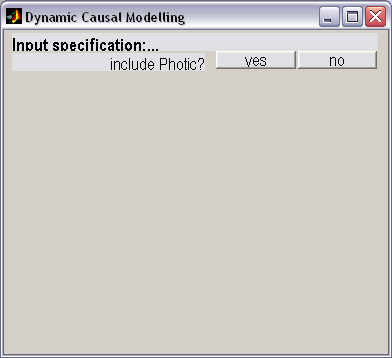 Dynamic Causal Modelling
Input specification:...
include Photic? yes no